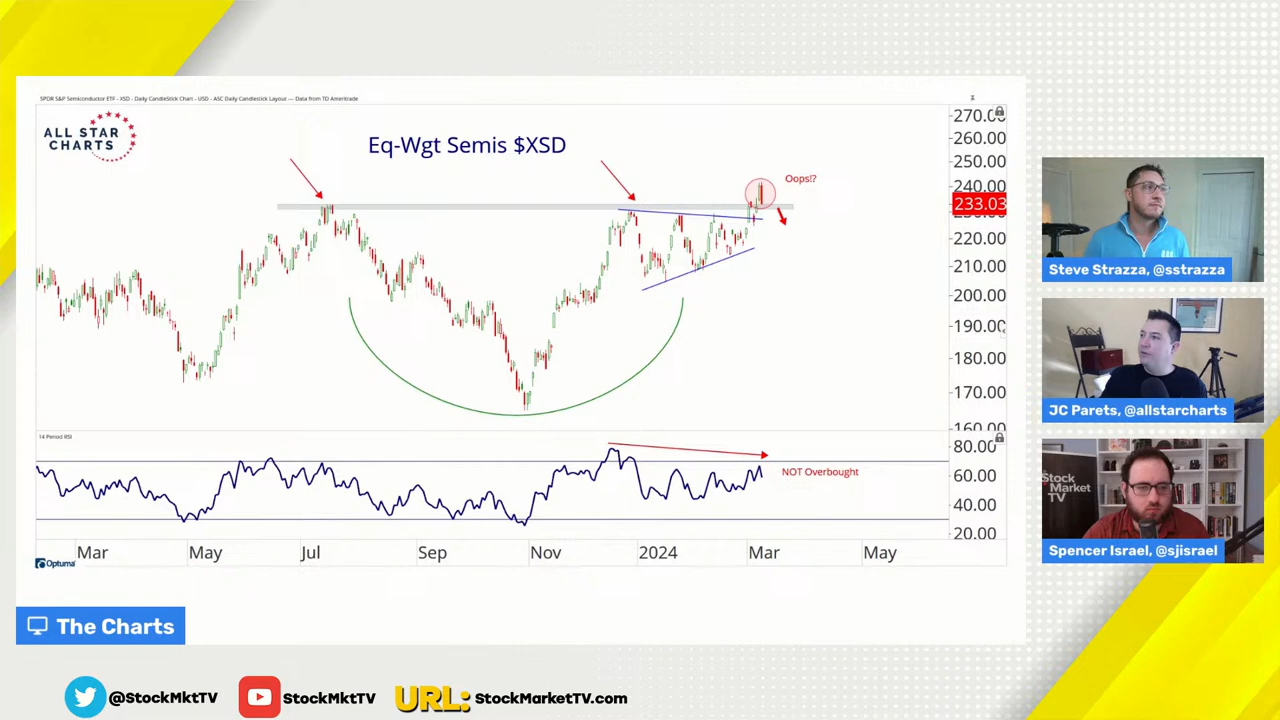 SPDR S&P Semiconductor ETF - XSD - Daily CandleStick Chart - USD - ASC Daily Candlestick Layout — Data from TD Ameritrade
ALL STAR
CHARTS
Eq-Wgt Semis $XSD
Oops!?
270.00
260.00
250.00
240.00
233.03
220.00
210.00
200.00
190.00
180.00
170.00
160.00
14 Period RSI
NOT Overbought
80.00
60.00
40.00
20.00
Mar
May
Jul
Sep
Nov
2024
Mar
May
Optuma
Steve Strazza, @sstrazza
JC Parets, @allstarcharts
Stock
Market
TV
Spencer Israel, @sjisrael
The Charts
@StockMktTV
StockMktTV
URL:
StockMarketTV.com